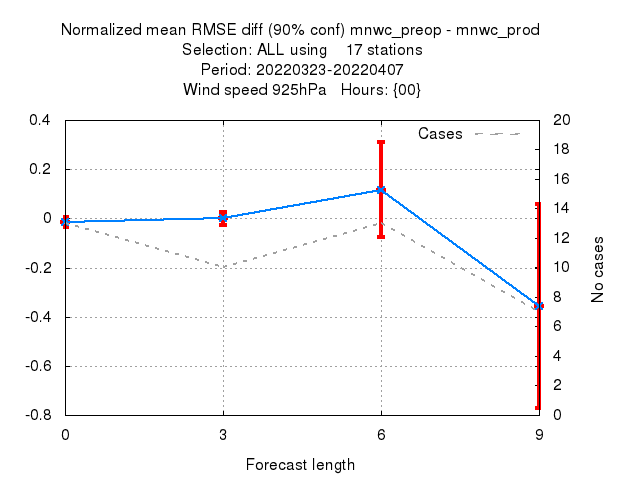 Normalized mean RMSE diff (90% conf) mnwc_preop - mnwc_prod
Selection: ALL using 17 stations
Period: 20220323-20220407
Wind speed 925hPa Hours: {00}
Cases
0.4
0.2
0
-0.2
-0.4
-0.6
-0.8
20
18
16
14
12
10
8
6
4
2
0
No cases
0 3 6 9
Forecast length